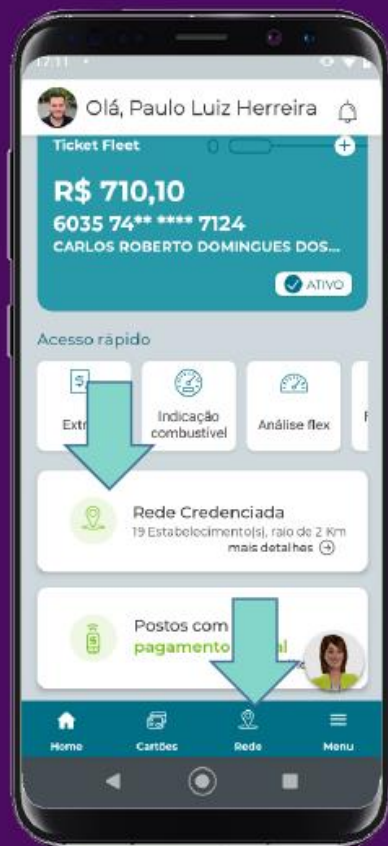 17:11
Olá, Paulo Luiz Herreira
Ticket Fleet
R$ 710,10
6035 74** **** 7124
CARLOS ROBERTO DOMINGUES DOS...
ATIVO
Acesso rápido
Indicação
combustível
Análise flex
Rede Credenciada
19 Estabelecimento(s), raio de 2 Km
mais detalhes
Postos com
pagamento
Home
Cartões
Rede
Menu